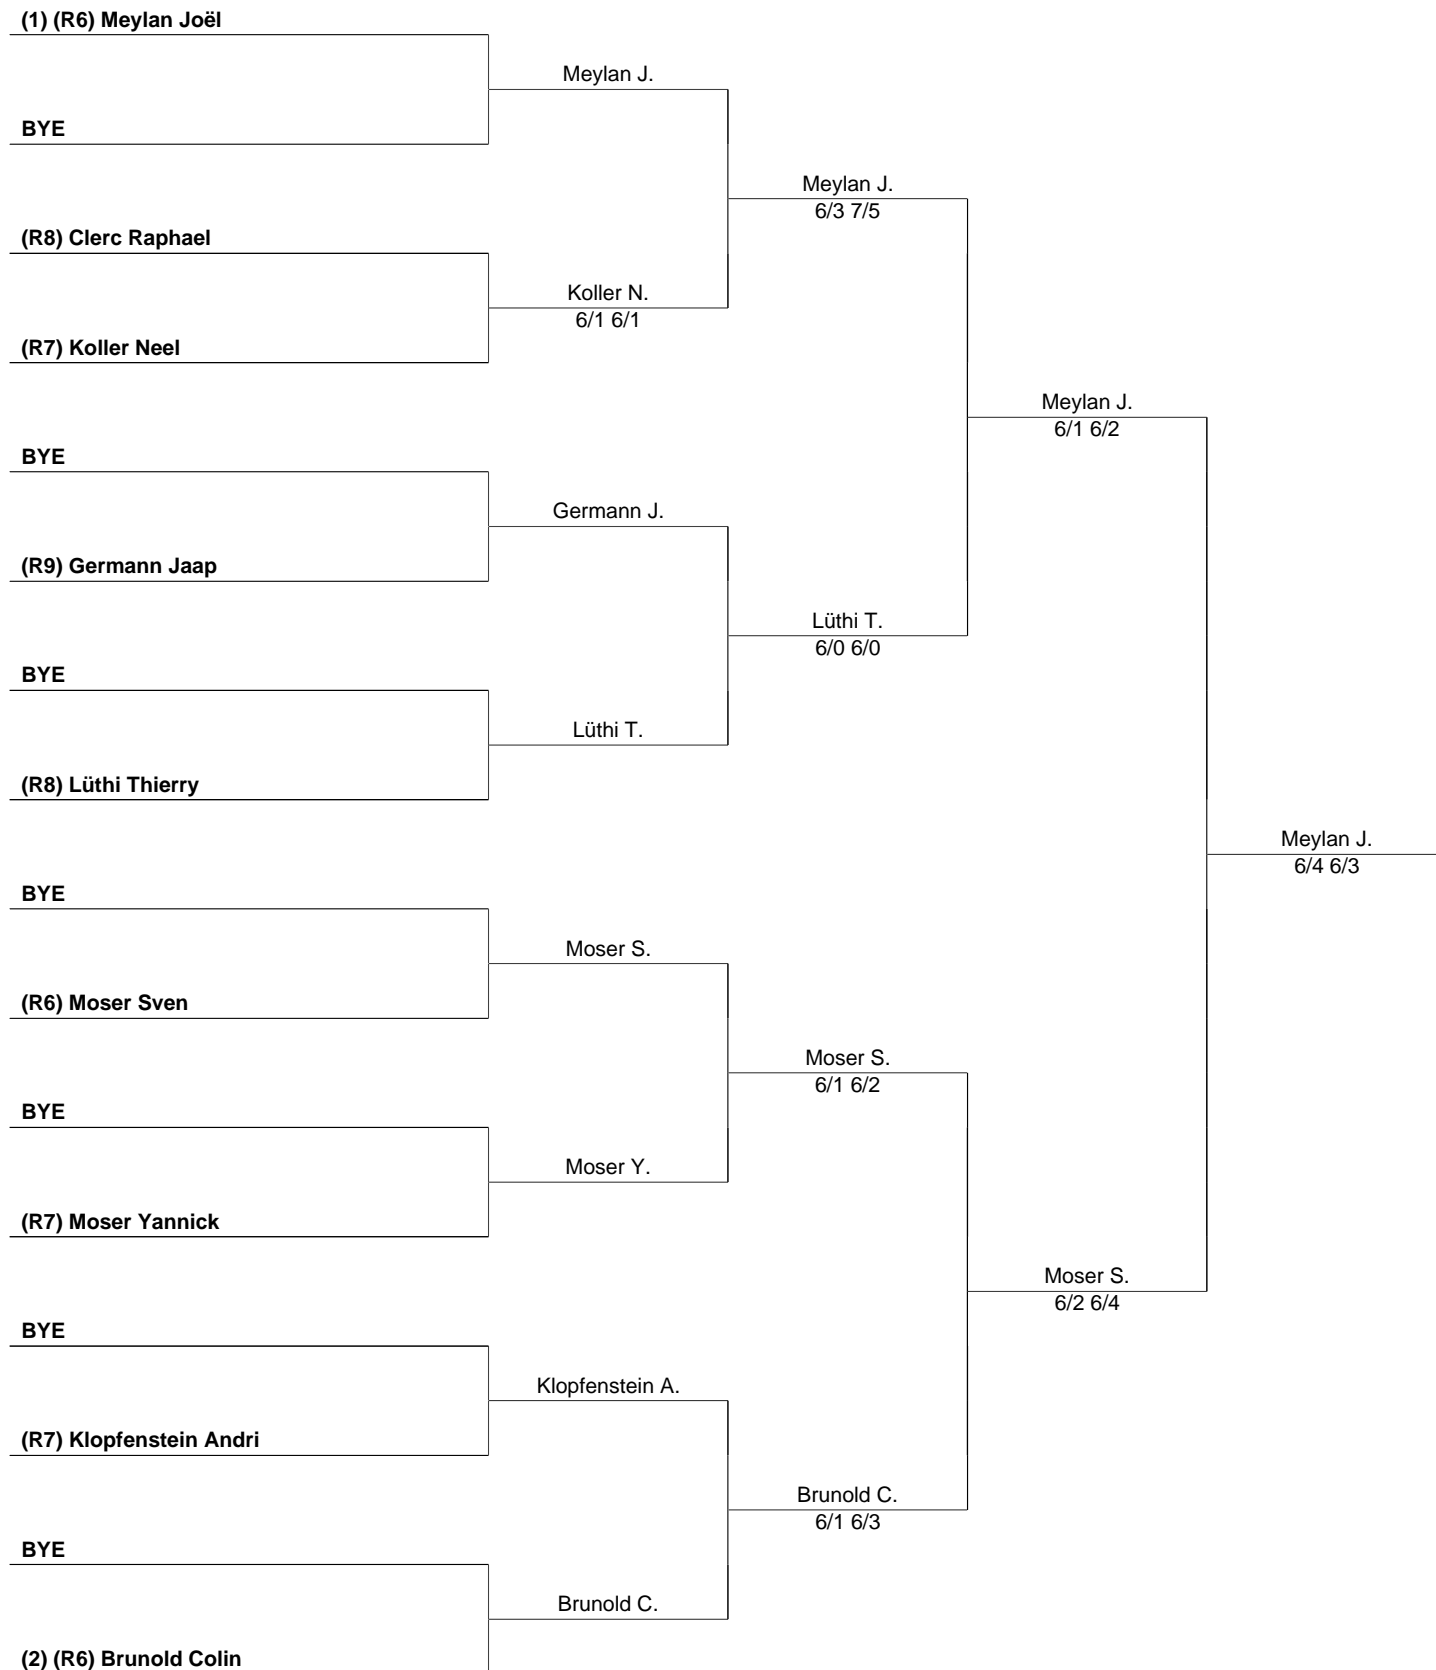 (1) (R6) Meylan Joël
Meylan J.
BYE
Meylan J.
6/3 7/5
(R8) Clerc Raphael
Koller N.
6/1 6/1
(R7) Koller Neel
Meylan J.
6/1 6/2
BYE
Germann J.
(R9) Germann Jaap
Lüthi T.
6/0 6/0
BYE
Lüthi T.
(R8) Lüthi Thierry
Meylan J.
6/4 6/3
BYE
Moser S.
(R6) Moser Sven
Moser S.
6/1 6/2
BYE
Moser Y.
(R7) Moser Yannick
Moser S.
6/2 6/4
BYE
Klopfenstein A.
(R7) Klopfenstein Andri
Brunold C.
6/1 6/3
BYE
Brunold C.
(2) (R6) Brunold Colin